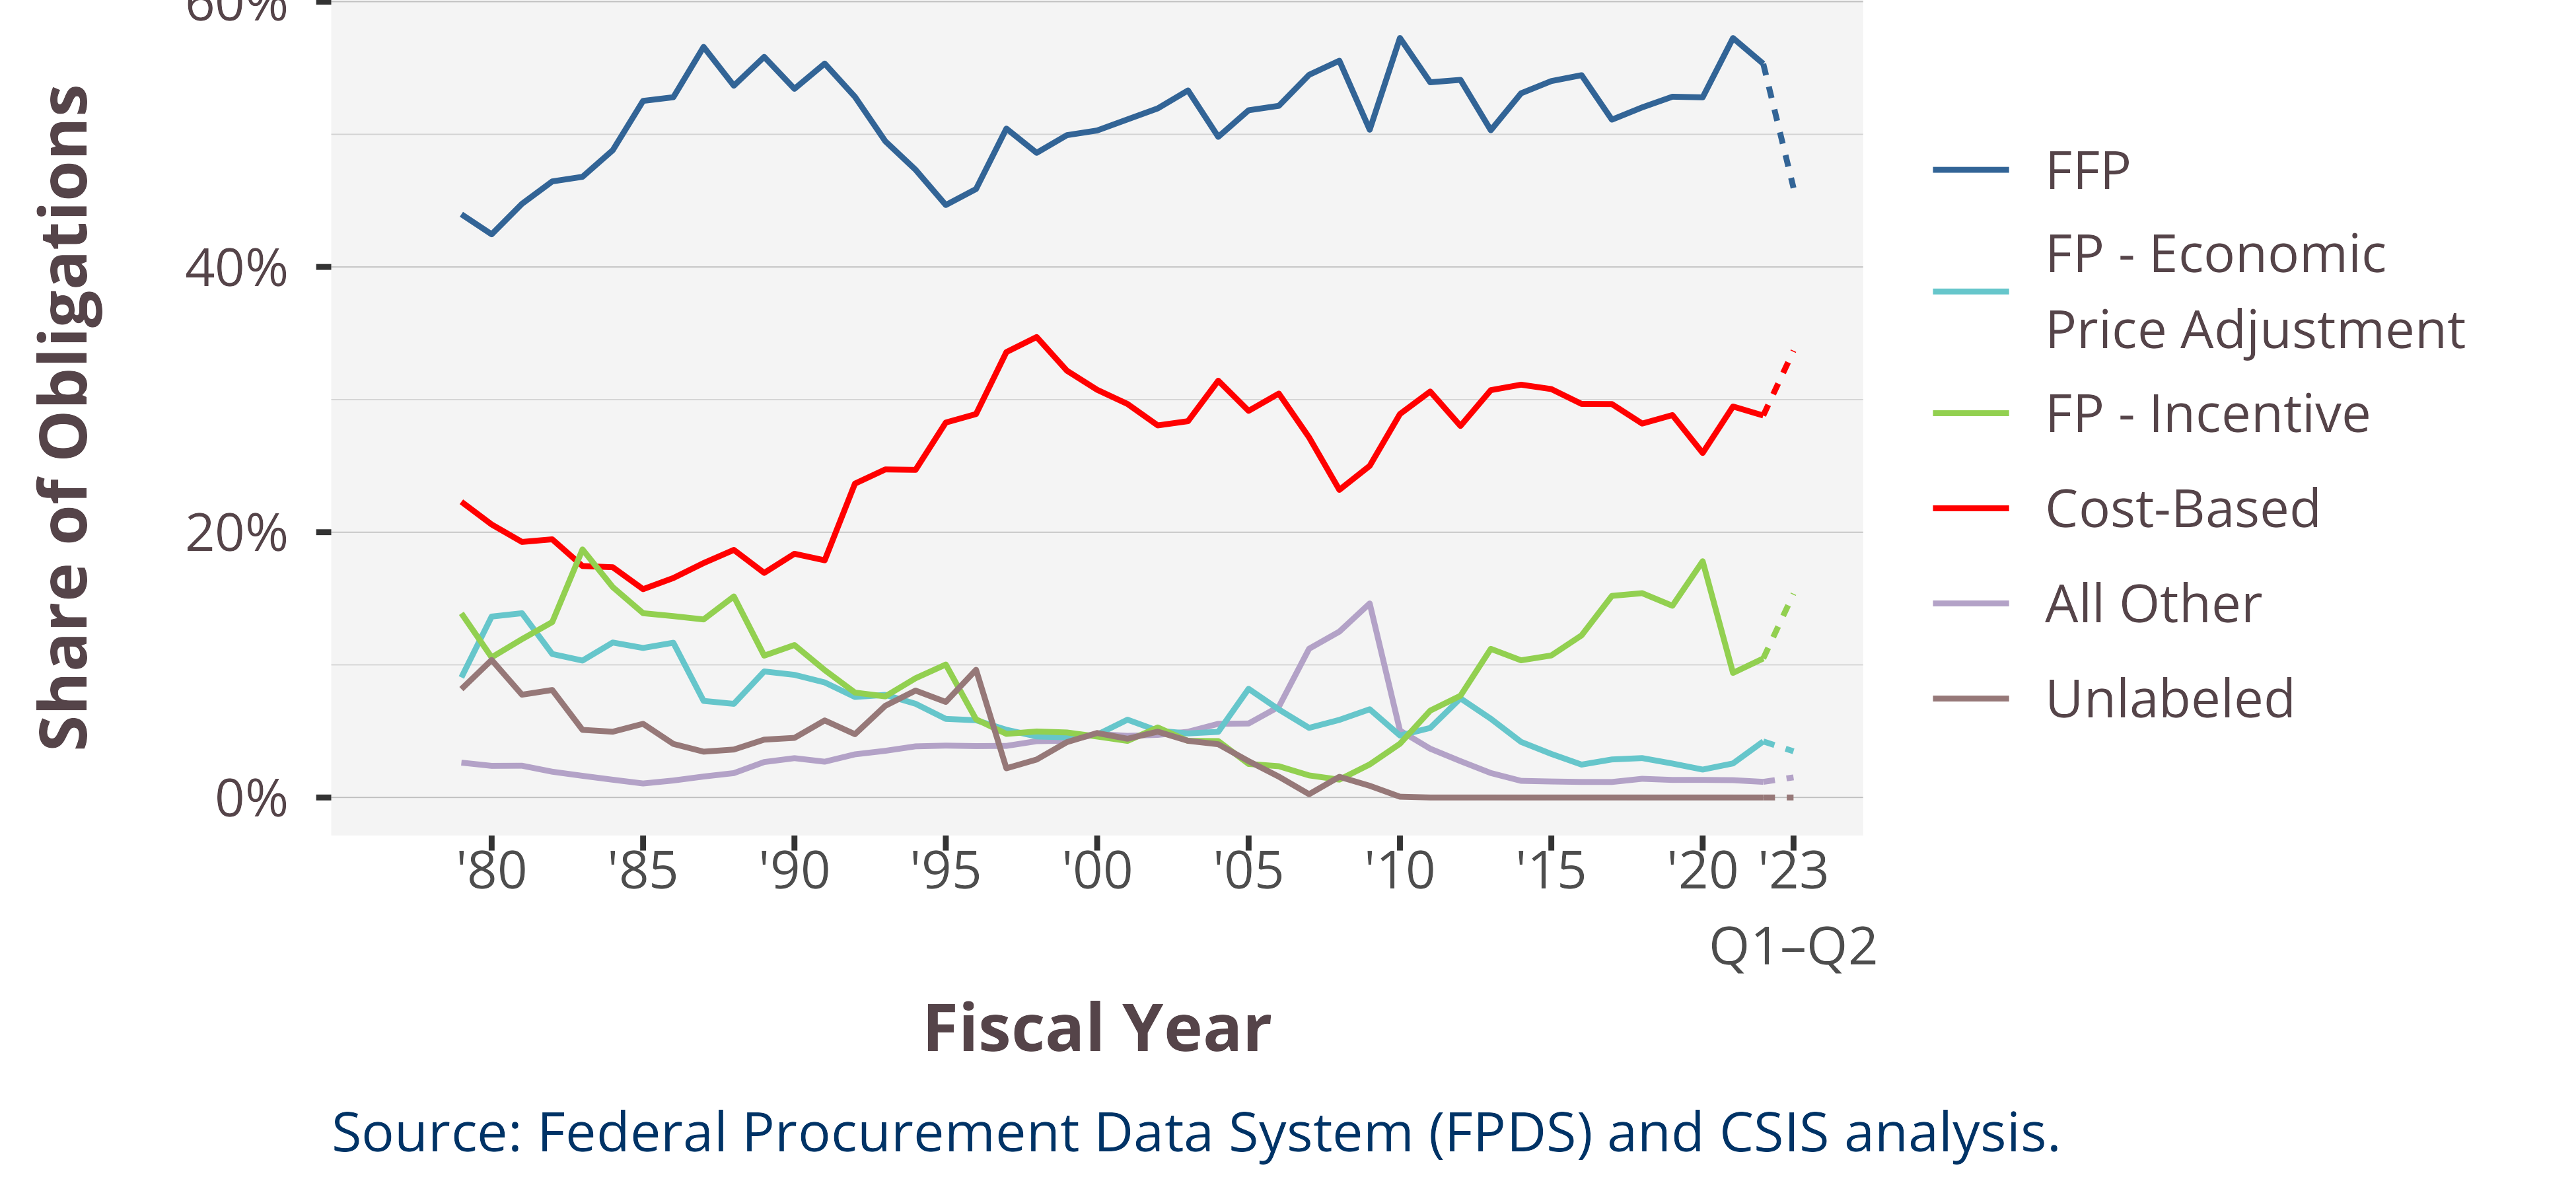 60%
40%
20%
0%
Share of Obligations
'80 '85 '90 '95 '00 '05 '10 '15 '20 '23
Q1–Q2
Fiscal Year
FFP
FP - Economic
Price Adjustment
FP - Incentive
Cost-Based
All Other
Unlabeled
Source: Federal Procurement Data System (FPDS) and CSIS analysis.